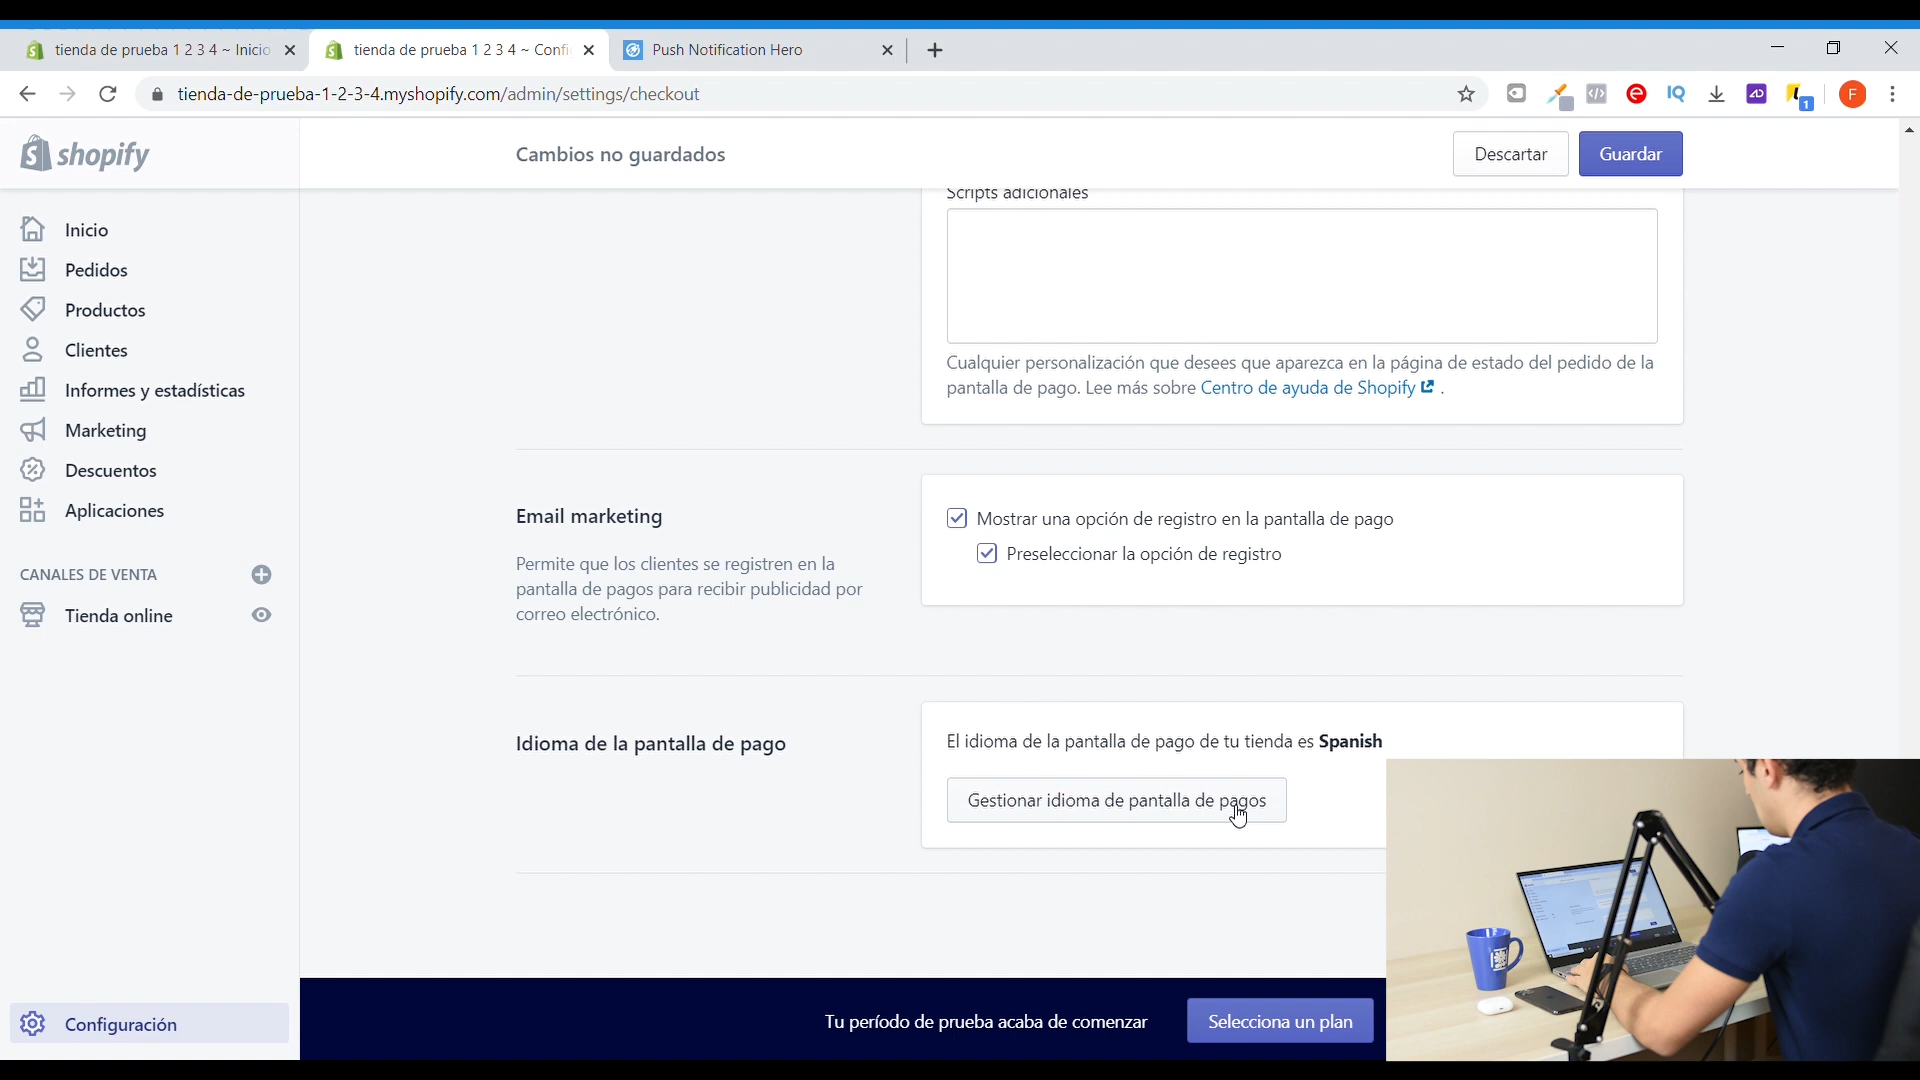 tienda de prueba 1 2 3 4 ~ Inicio
tienda de prueba 1 2 3 4 ~ Confi
Push Notification Hero
tienda-de-prueba-1-2-3-4.myshopify.com/admin/settings/checkout
F
1
shopify
Cambios no guardados
Descartar
Guardar
Inicio
Pedidos
Productos
Clientes
Informes y estadísticas
Marketing
Descuentos
Aplicaciones
CANALES DE VENTA
Tienda online
Configuración
Scripts adicionales
Cualquier personalización que desees que aparezca en la página de estado del pedido de la
pantalla de pago. Lee más sobre Centro de ayuda de Shopify .
Email marketing
Permite que los clientes se registren en la
pantalla de pagos para recibir publicidad por
correo electrónico.
Mostrar una opción de registro en la pantalla de pago
Preseleccionar la opción de registro
Idioma de la pantalla de pago
El idioma de la pantalla de pago de tu tienda es Spanish
Gestionar idioma de pantalla de pagos
Tu período de prueba acaba de comenzar
Selecciona un plan